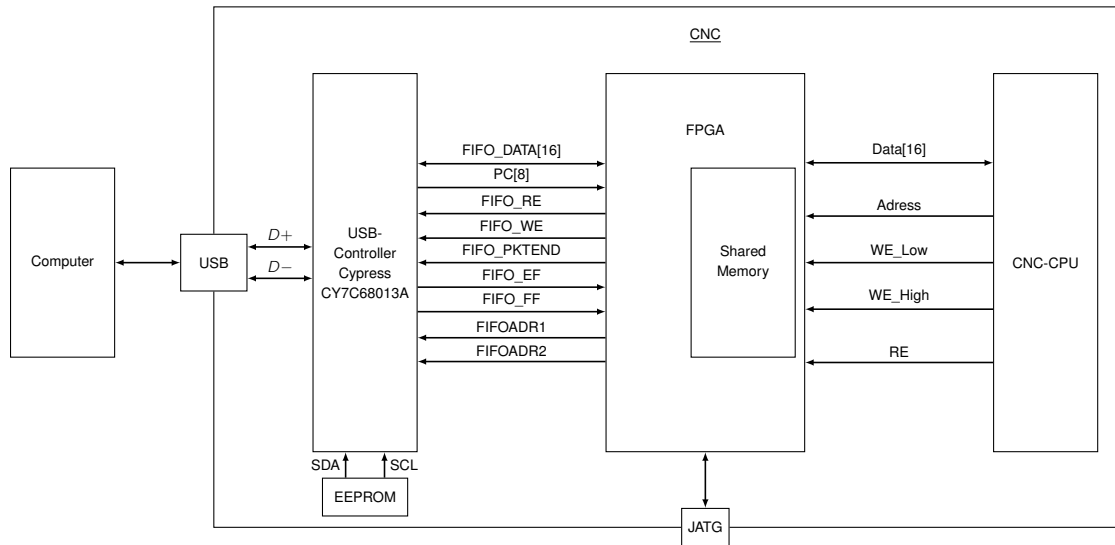 CNC
Computer
USB
D+
D−
USB-
Controller
Cypress
CY7C68013A
FIFO_DATA[16]
PC[8]
FIFO_RE
FIFO_WE
FIFO_PKTEND
FIFO_EF
FIFO_FF
FIFOADR1
FIFOADR2
FPGA
Shared
Memory
Data[16]
Adress
WE_Low
WE_High
RE
CNC-CPU
SDA
SCL
EEPROM
JATG